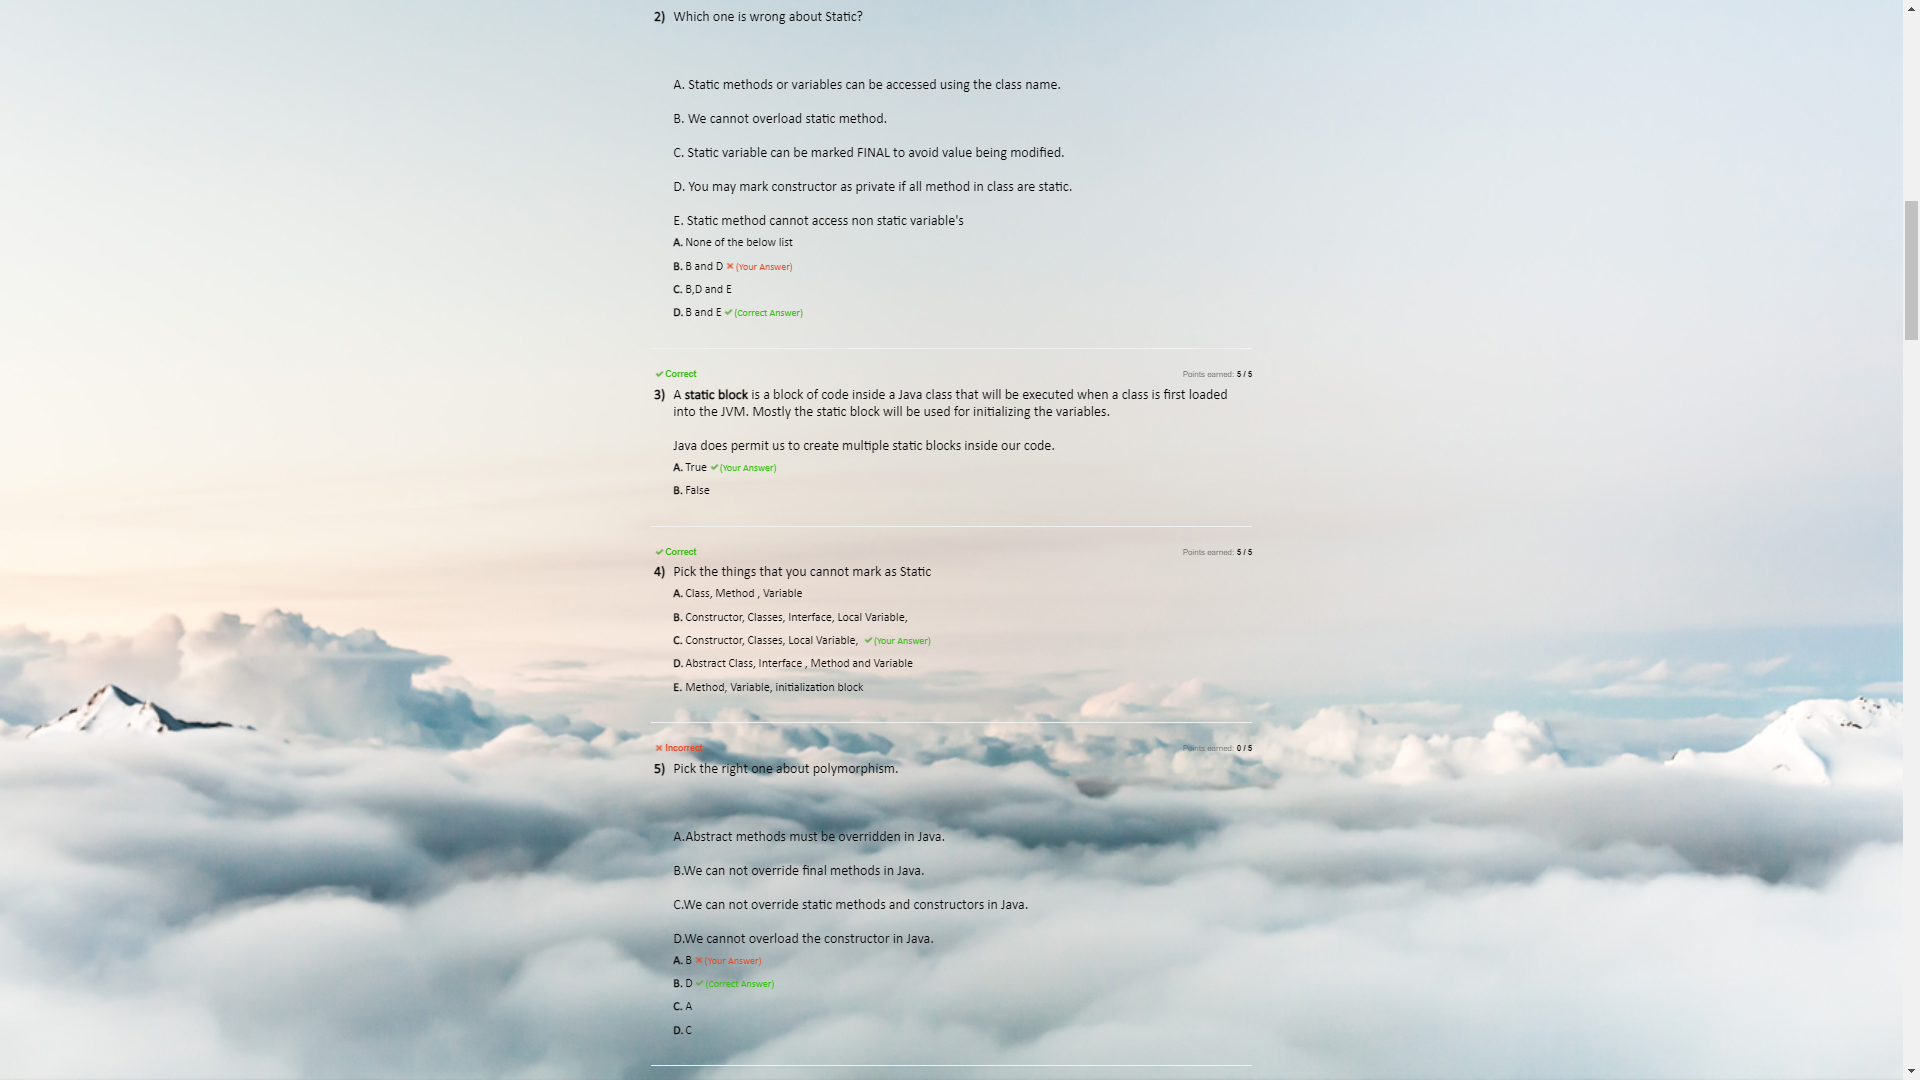 2) Which one is wrong about Static?
A. Static methods or variables can be accessed using the class name.
B. We cannot overload static method.
C. Static variable can be marked FINAL to avoid value being modified.
D. You may mark constructor as private if all method in class are static.
E. Static method cannot access non static variable's
A. None of the below list
B. B and D ✖ (Your Answer)
C. B,D and E
D. B and E ✔ (Correct Answer)
✔ Correct Points earned: 5 / 5
3) A static block is a block of code inside a Java class that will be executed when a class is first loaded
into the JVM. Mostly the static block will be used for initializing the variables.
Java does permit us to create multiple static blocks inside our code.
A. True ✔ (Your Answer)
B. False
✔ Correct Points earned: 5 / 5
4) Pick the things that you cannot mark as Static
A. Class, Method , Variable
B. Constructor, Classes, Interface, Local Variable,
C. Constructor, Classes, Local Variable, ✔ (Your Answer)
D. Abstract Class, Interface , Method and Variable
E. Method, Variable, initialization block
✖ Incorrect Points earned: 0 / 5
5) Pick the right one about polymorphism.
A.Abstract methods must be overridden in Java.
B.We can not override final methods in Java.
C.We can not override static methods and constructors in Java.
D.We cannot overload the constructor in Java.
A. B ✖ (Your Answer)
B. D ✔ (Correct Answer)
C. A
D. C